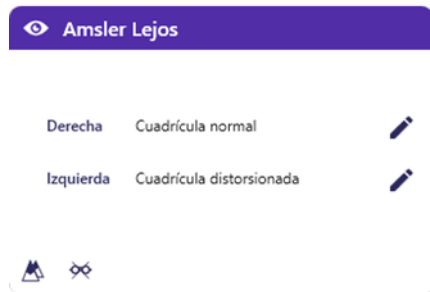 Amsler Lejos
Derecha Cuadrícula normal
Izquierda Cuadrícula distorsionada